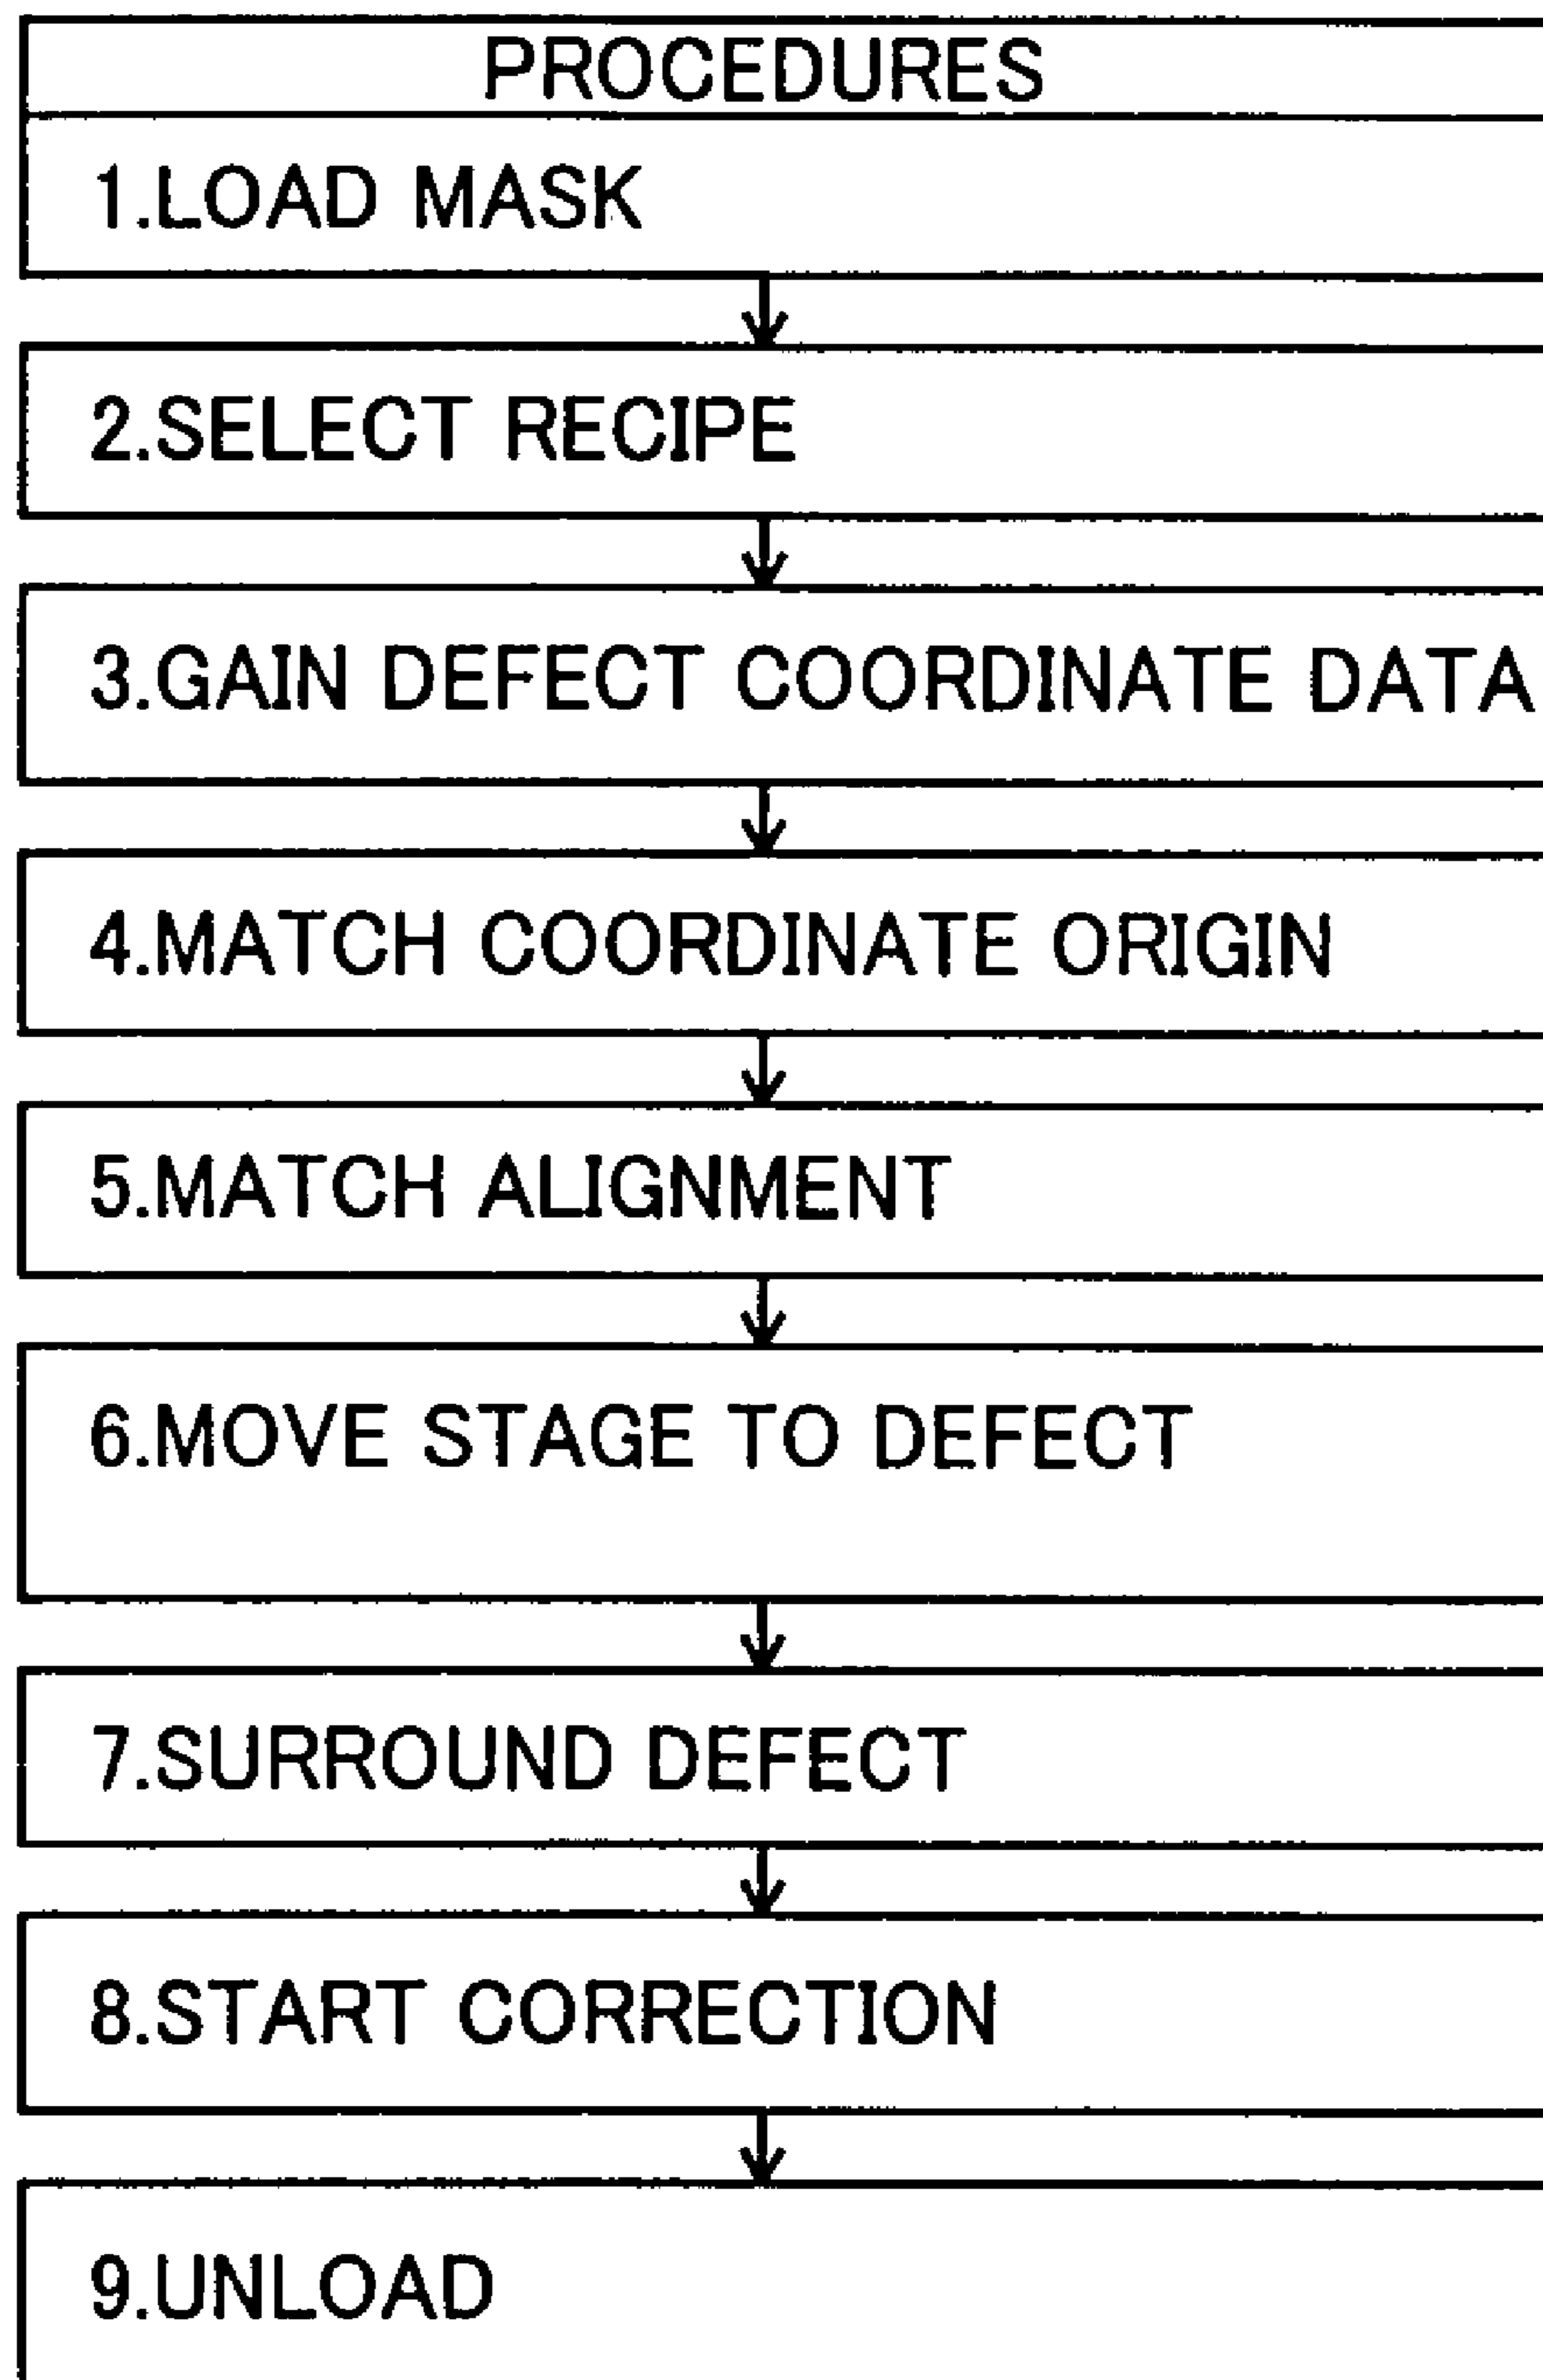 PROCEDURES
1.LOAD MASK
2.SELECT RECIPE
3.GAIN DEFECT COORDINATE DATA
4.MATCH COORDINATE ORIGIN
5.MATCH ALIGNMENT
6.MOVE STAGE TO DEFECT
7.SURROUND DEFECT
8.START CORRECTION
9.UNLOAD